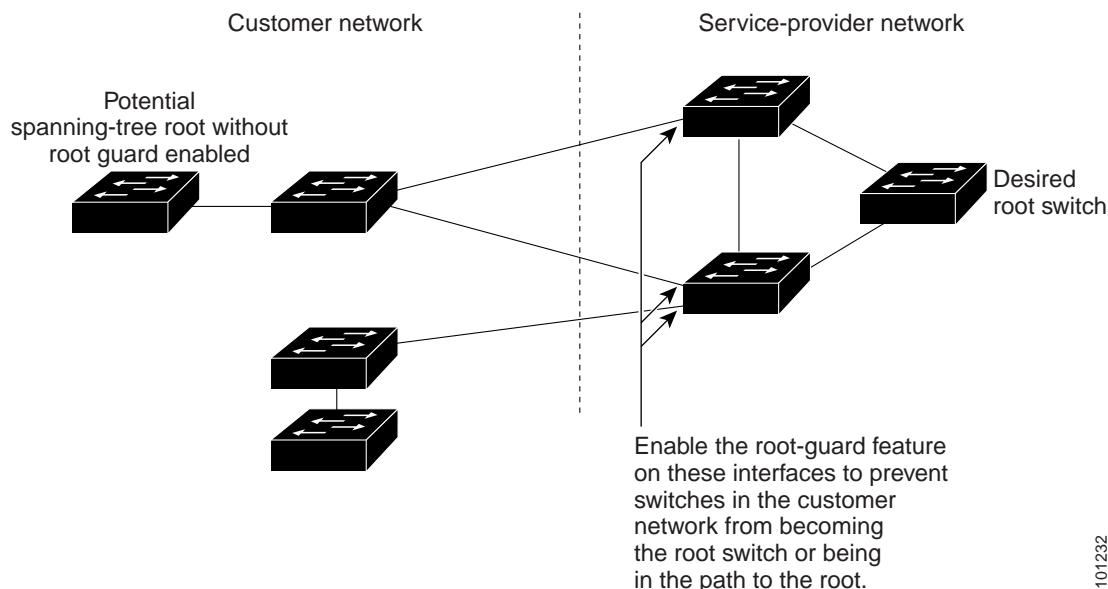 Customer network
Service-provider network
Potential
spanning-tree root without
root guard enabled
Desired
root switch
Enable the root-guard feature
on these interfaces to prevent
switches in the customer
network from becoming
the root switch or being
in the path to the root.
101232